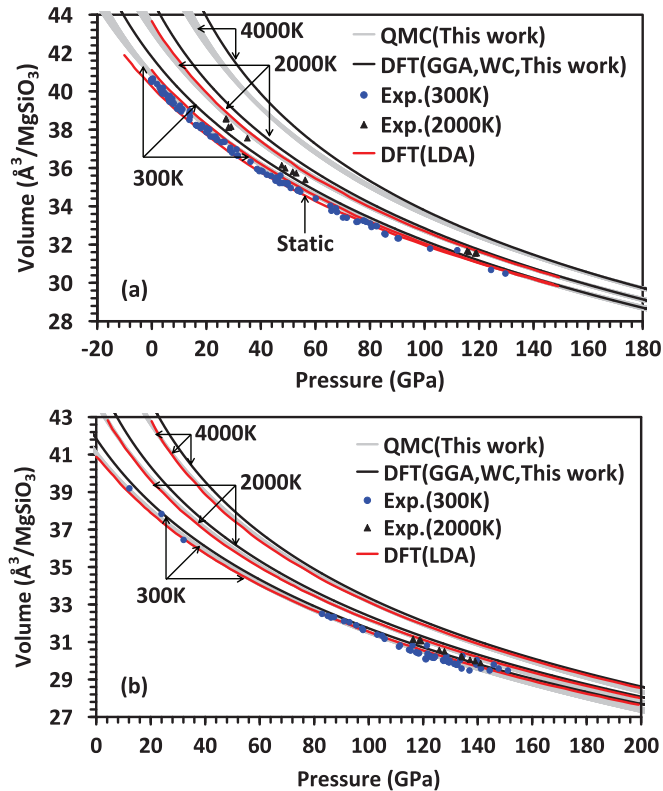 44
42
40
38
36
34
32
30
28
Volume (Å³/MgSiO₃)
4000K
2000K
300K
Static
QMC(This work)
DFT(GGA,WC,This work)
Exp.(300K)
Exp.(2000K)
DFT(LDA)
(a)
-20 0 20 40 60 80 100 120 140 160 180
Pressure (GPa)
43
41
39
37
35
33
31
29
27
Volume (Å³/MgSiO₃)
4000K
2000K
300K
QMC(This work)
DFT(GGA,WC,This work)
Exp.(300K)
Exp.(2000K)
DFT(LDA)
(b)
0 20 40 60 80 100 120 140 160 180 200
Pressure (GPa)